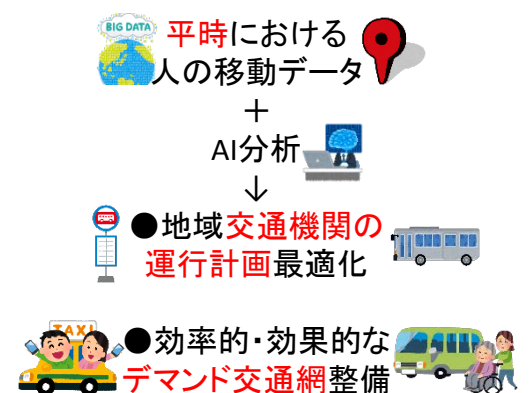 BIG DATA
平時における
人の移動データ
＋
AI分析
↓
●地域交通機関の
運行計画最適化
TAXI
●効率的・効果的な
デマンド交通網整備